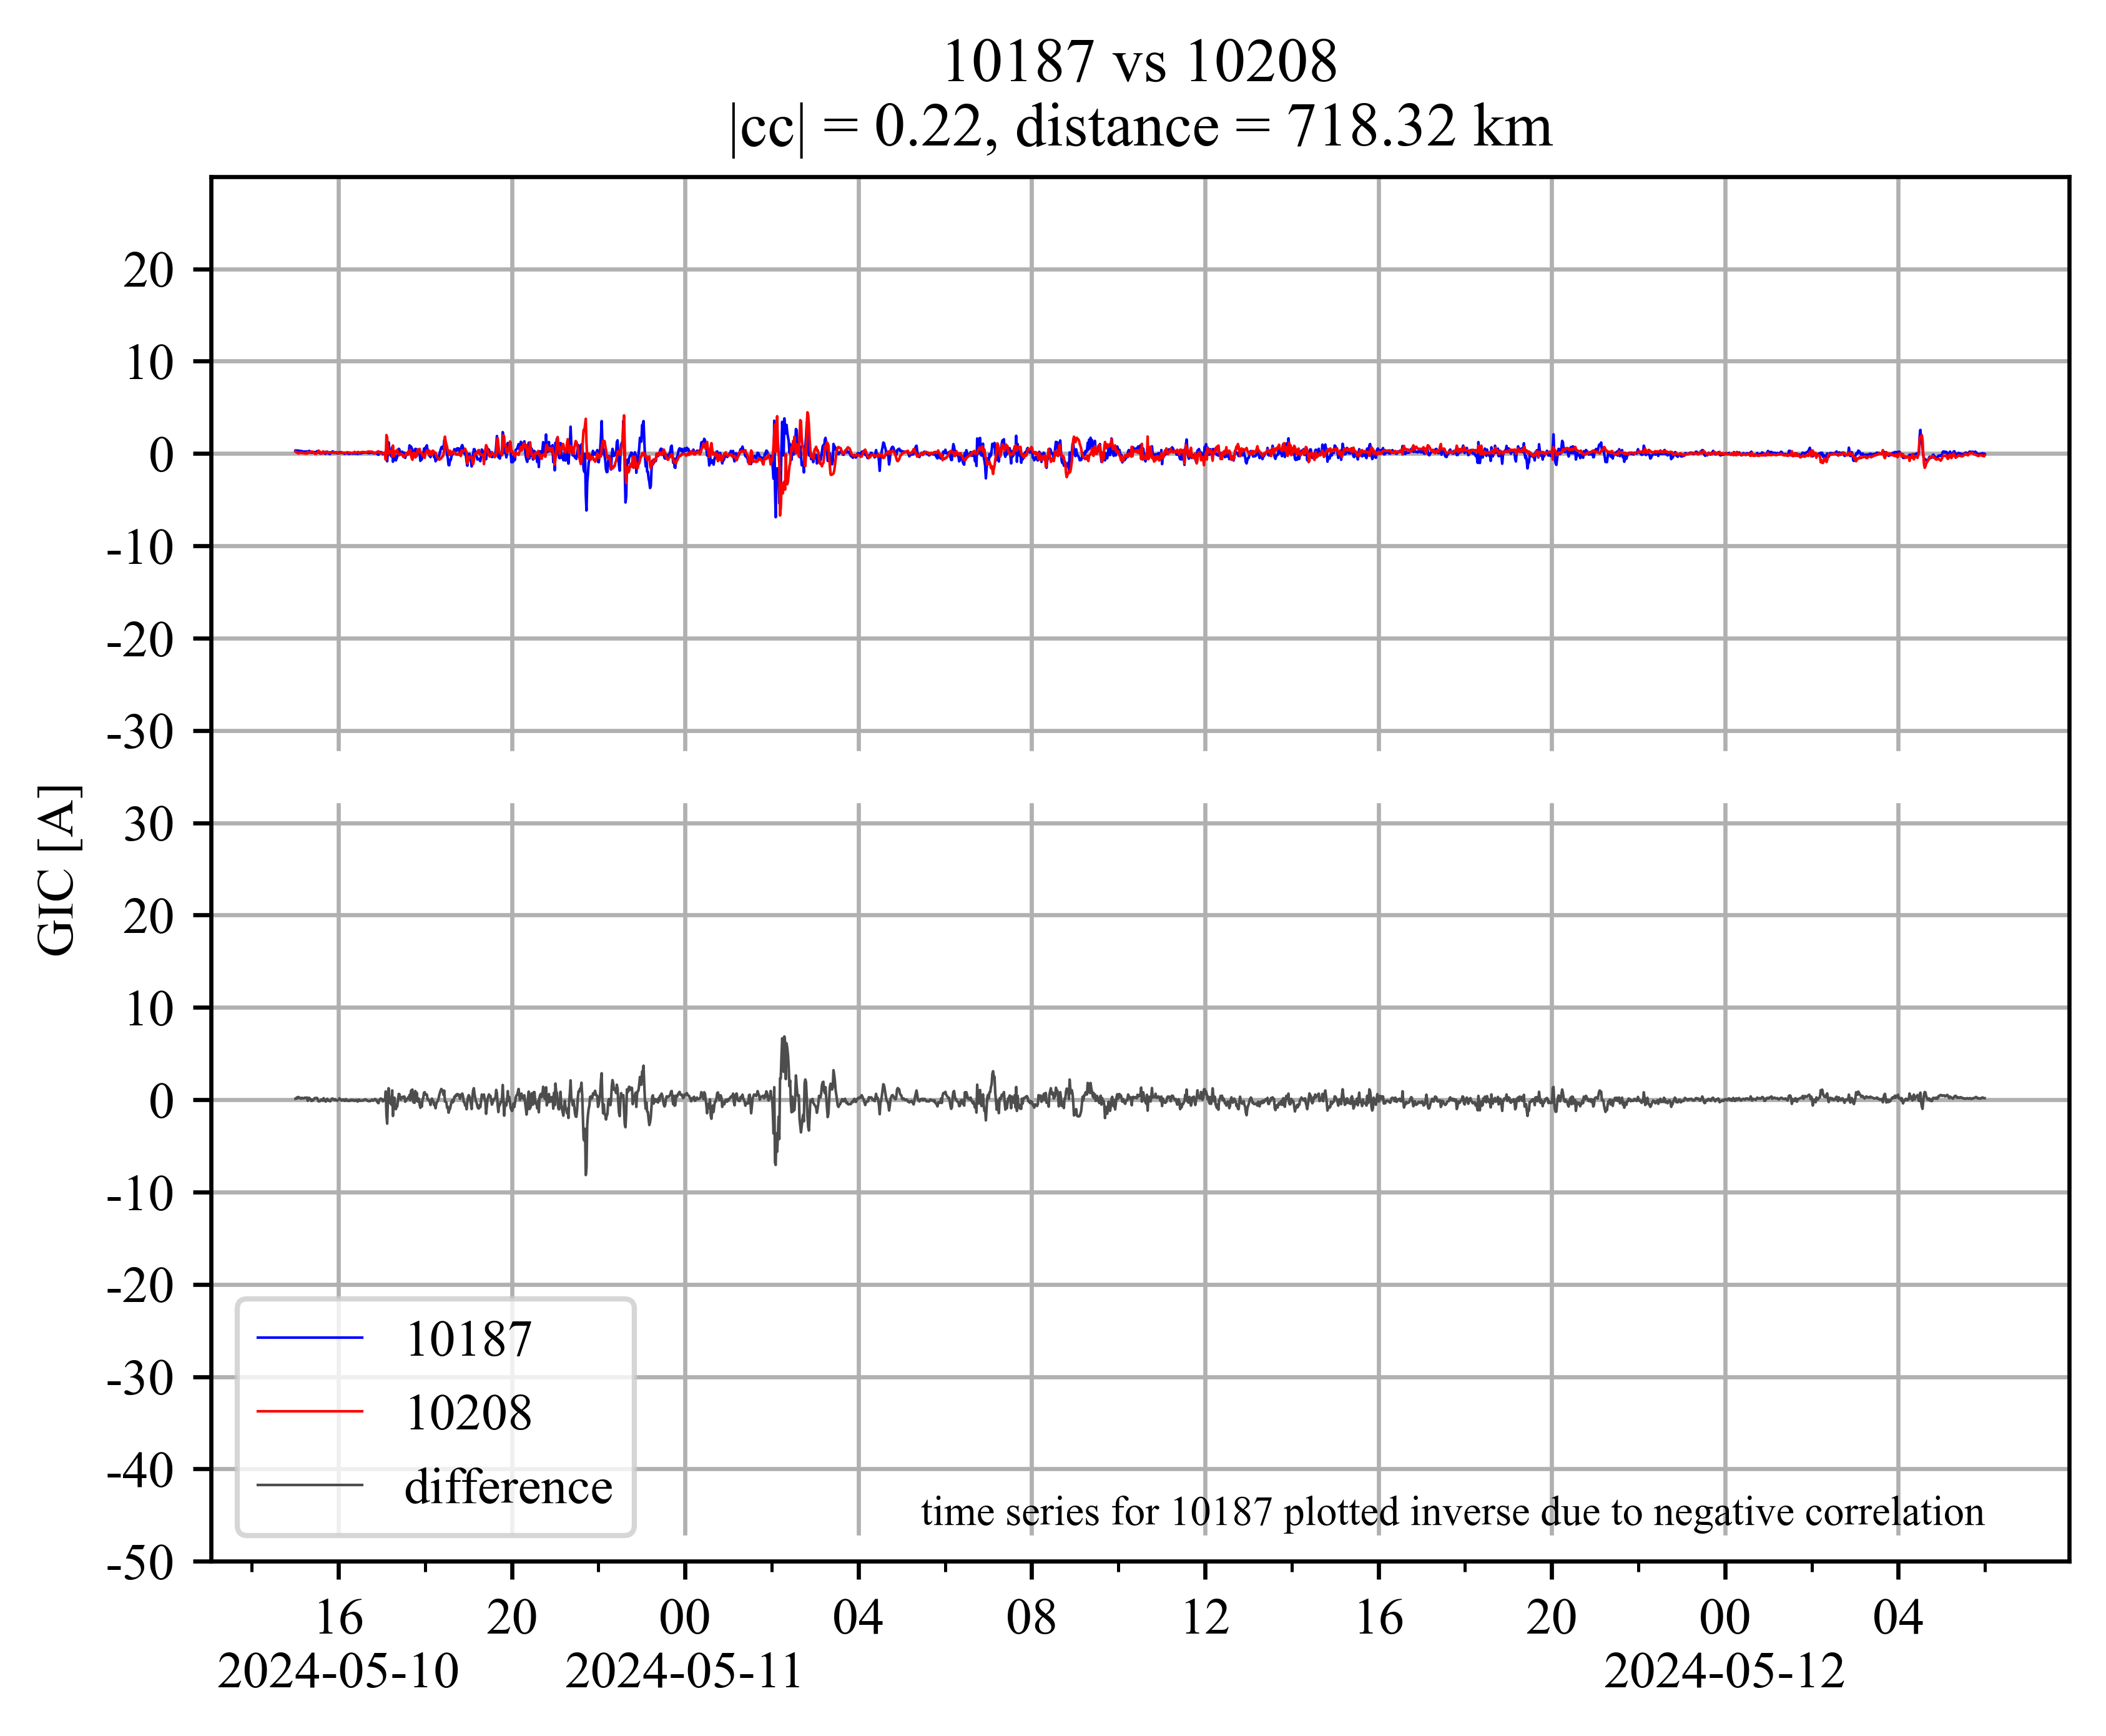 10187 vs 10208
|cc| = 0.22, distance = 718.32 km
20
10
0
-10
-20
-30
30
20
10
0
-10
-20
-30
-40
-50
GIC [A]
10187
10208
difference
time series for 10187 plotted inverse due to negative correlation
16 20 00 04 08 12 16 20 00 04
2024-05-10 2024-05-11 2024-05-12